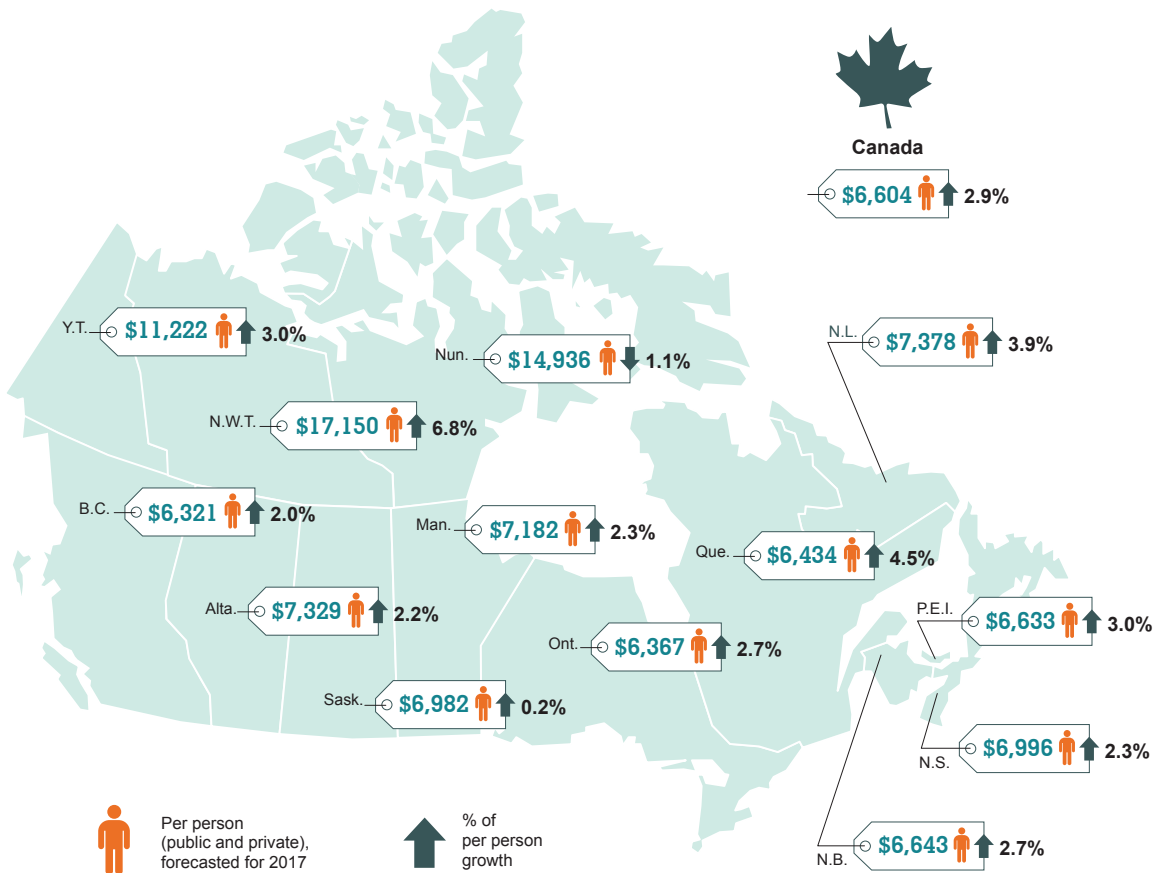 Canada
$6,604 2.9%
Y.T. $11,222 3.0%
Nun. $14,936 1.1%
N.L. $7,378 3.9%
N.W.T. $17,150 6.8%
B.C. $6,321 2.0%
Man. $7,182 2.3%
Que. $6,434 4.5%
Alta. $7,329 2.2%
P.E.I. $6,633 3.0%
Ont. $6,367 2.7%
Sask. $6,982 0.2%
N.S. $6,996 2.3%
N.B. $6,643 2.7%
Per person
(public and private),
forecasted for 2017
% of
per person
growth